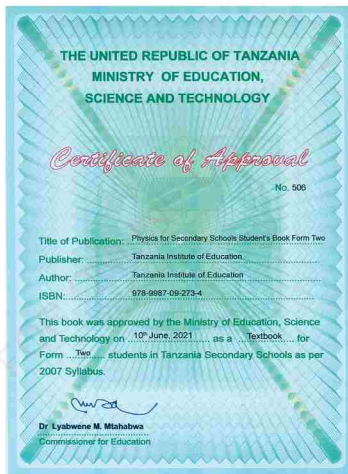 THE UNITED REPUBLIC OF TANZANIA
MINISTRY OF EDUCATION,
SCIENCE AND TECHNOLOGY
Certificate of Approval
No. 506
Title of Publication: Physics for Secondary Schools Student's Book Form Two
Publisher: Tanzania Institute of Education
Author: Tanzania Institute of Education
ISBN: 978-9987-09-273-4
This book was approved by the Ministry of Education, Science
and Technology on 10th June, 2021 as a Textbook for
Form Two students in Tanzania Secondary Schools as per
2007 Syllabus.
Dr Lyabwene M. Mtahabwa
Commissioner for Education